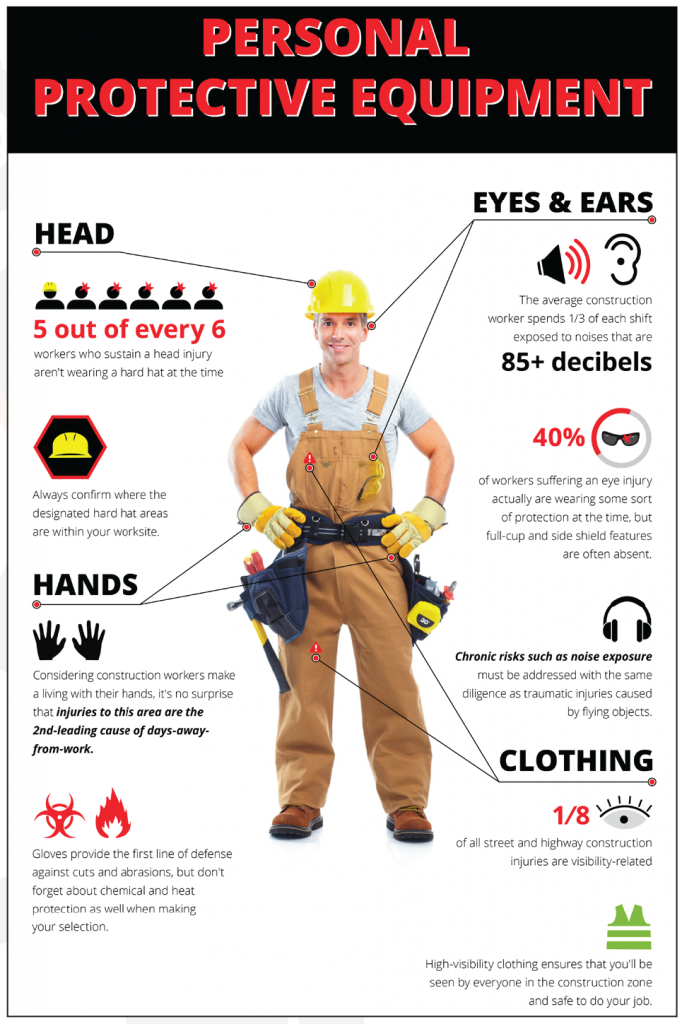 PERSONAL
PROTECTIVE EQUIPMENT
HEAD
5 out of every 6
workers who sustain a head injury
aren't wearing a hard hat at the time
Always confirm where the
designated hard hat areas
are within your worksite.
HANDS
Considering construction workers make
a living with their hands, it's no surprise
that injuries to this area are the
2nd-leading cause of days-away-
from-work.
Gloves provide the first line of defense
against cuts and abrasions, but don't
forget about chemical and heat
protection as well when making
your selection.
EYES & EARS
The average construction
worker spends 1/3 of each shift
exposed to noises that are
85+ decibels
40%
of workers suffering an eye injury
actually are wearing some sort
of protection at the time, but
full-cup and side shield features
are often absent.
Chronic risks such as noise exposure
must be addressed with the same
diligence as traumatic injuries caused
by flying objects.
CLOTHING
1/8
of all street and highway construction
injuries are visibility-related
High-visibility clothing ensures that you'll be
seen by everyone in the construction zone
and safe to do your job.
30'